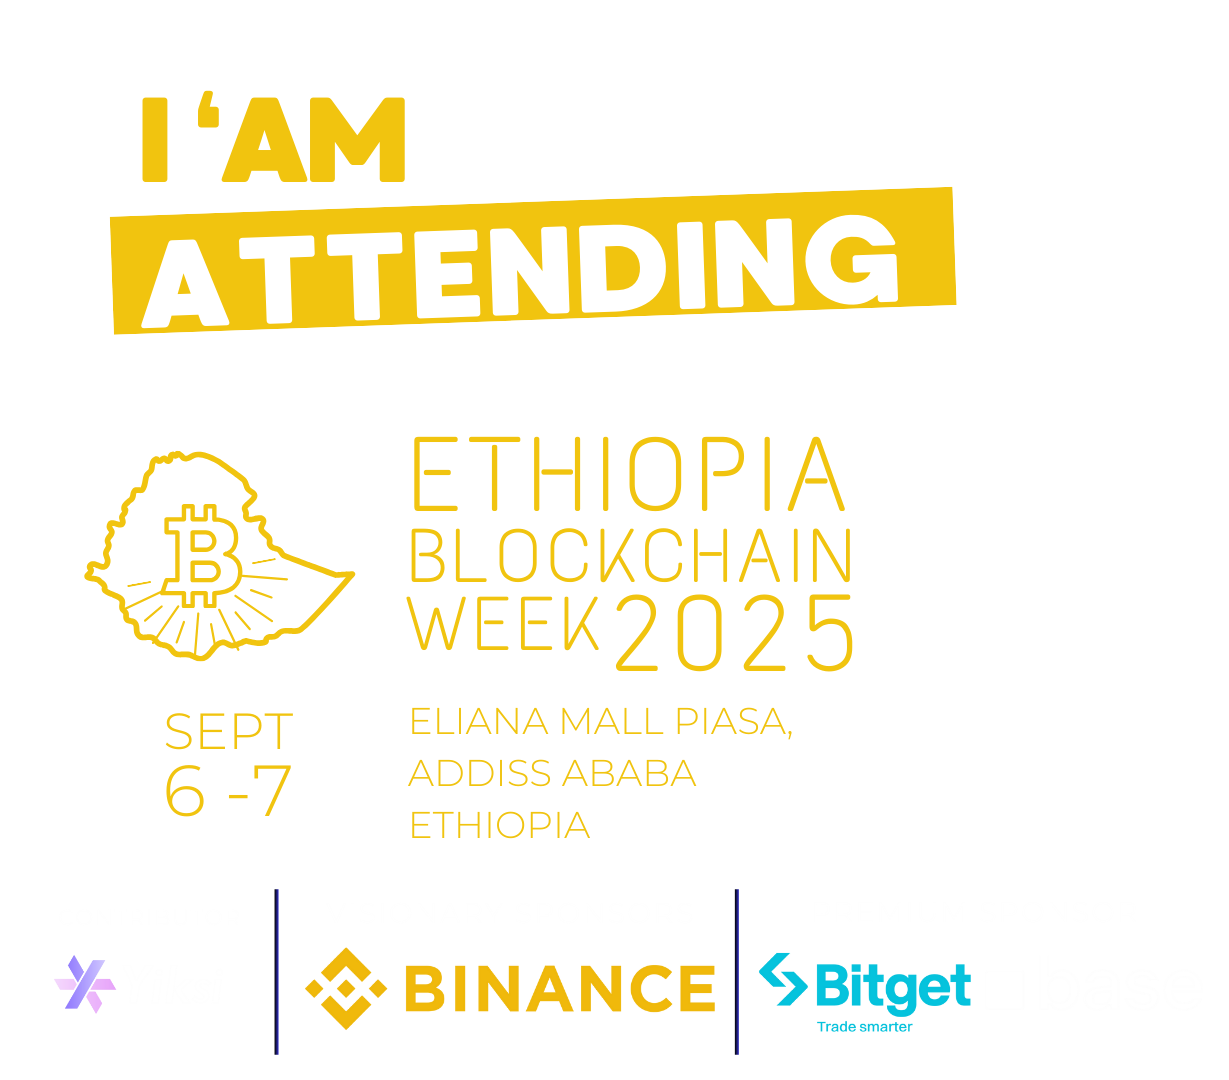 I ‘AM
ATTENDING
ETHIOPIA
BLOCKCHAIN
WEEK 2025
SEPT
6 -7
ELIANA MALL PIASA,
ADDISS ABABA
ETHIOPIA
BINANCE
Bitget
Trade smarter